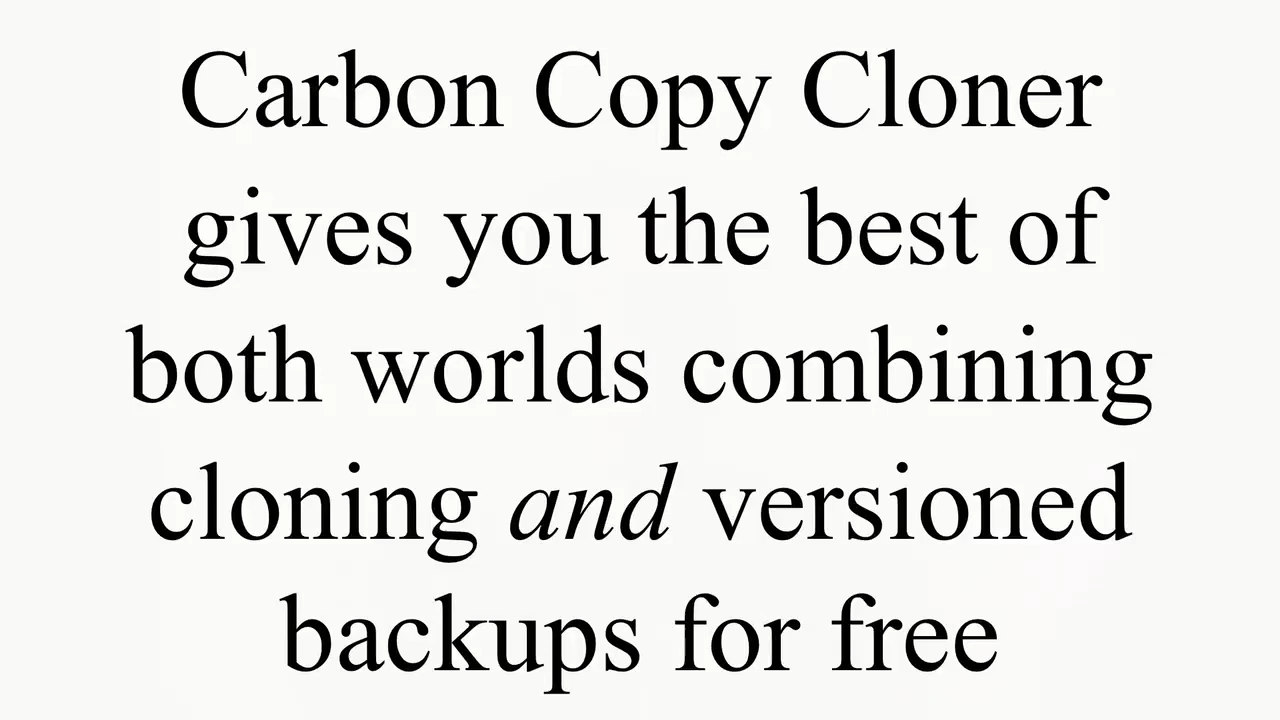 Carbon Copy Cloner
gives you the best of
both worlds combining
cloning and versioned
backups for free